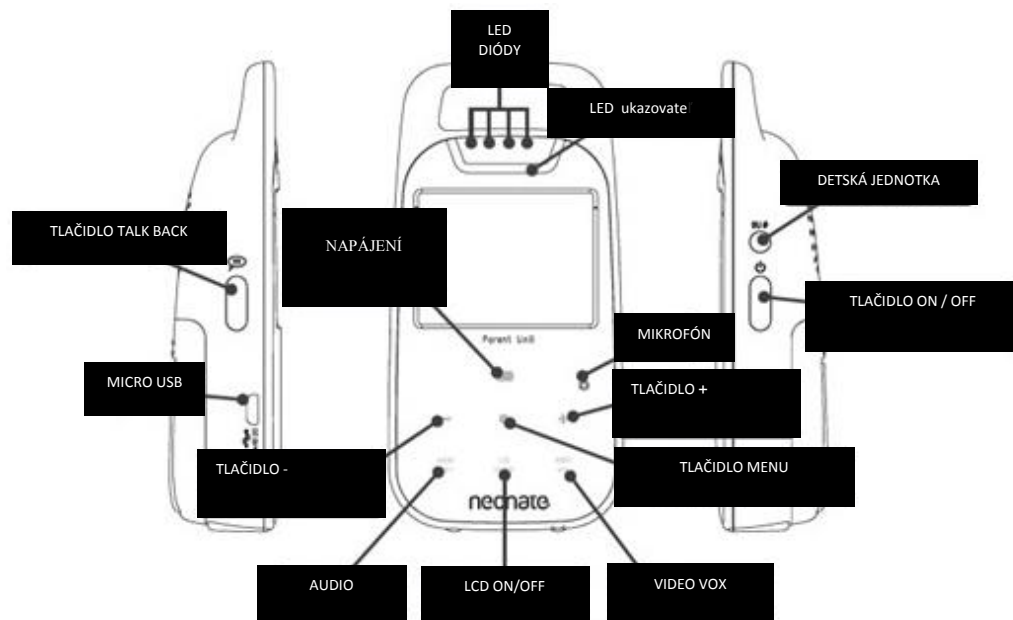 LED
DIÓDY
LED ukazovate
DETSKÁ JEDNOTKA
TLAČIDLO TALK BACK
NAPÁJENÍ
TLAČIDLO ON / OFF
Parent Unit
MIKROFÓN
MICRO USB
TLAČIDLO +
TLAČIDLO -
TLAČIDLO MENU
neonate
AUDIO
LCD ON/OFF
VIDEO VOX